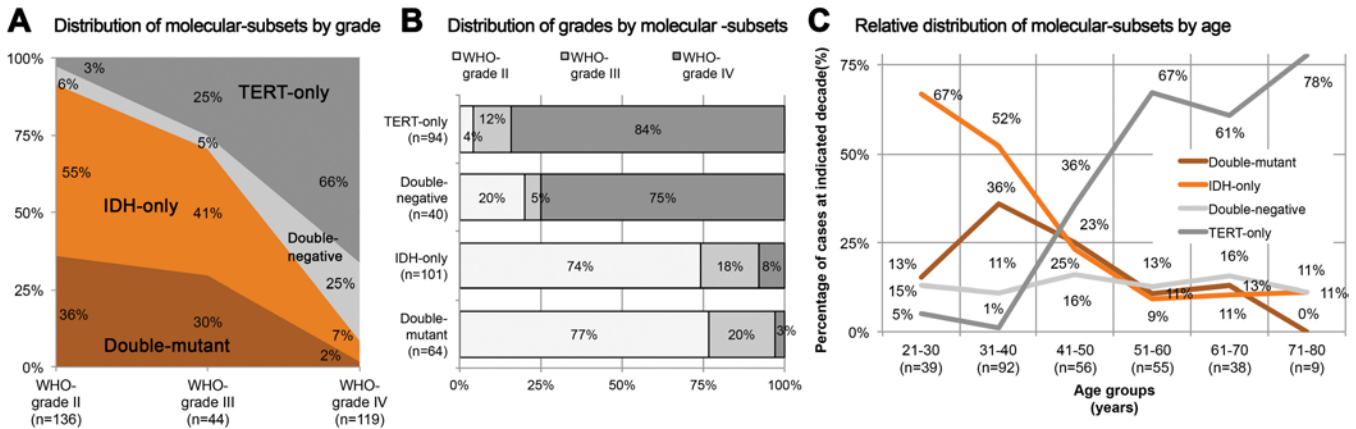 A Distribution of molecular-subsets by grade
100%
75%
50%
25%
0%
3%
6%
25%
TERT-only
5%
55%
66%
IDH-only
41%
Double-
negative
25%
36%
30%
7%
Double-mutant
2%
WHO-
grade II
(n=136)
WHO-
grade III
(n=44)
WHO-
grade IV
(n=119)
B Distribution of grades by molecular -subsets
WHO-
grade II
WHO-
grade III
WHO-
grade IV
TERT-only
(n=94)
4%
12%
84%
Double-
negative
(n=40)
20%
5%
75%
IDH-only
(n=101)
74%
18%
8%
Double-
mutant
(n=64)
77%
20%
3%
0%
25%
50%
75%
100%
C Relative distribution of molecular-subsets by age
Percentage of cases at indicated decade(%)
75%
50%
25%
0%
67%
52%
36%
67%
61%
78%
36%
23%
13%
11%
25%
13%
16%
11%
15%
1%
16%
11%
13%
11%
5%
9%
11%
0%
Double-mutant
IDH-only
Double-negative
TERT-only
21-30
(n=39)
31-40
(n=92)
41-50
(n=56)
51-60
(n=55)
61-70
(n=38)
71-80
(n=9)
Age groups
(years)